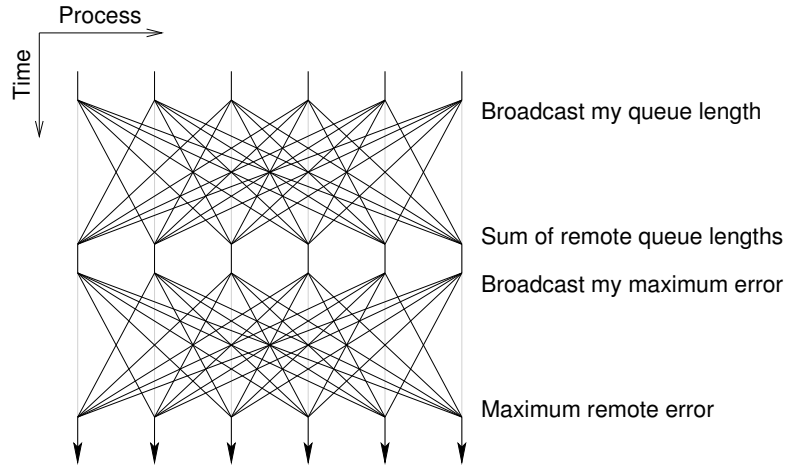 Process
Time
Broadcast my queue length
Sum of remote queue lengths
Broadcast my maximum error
Maximum remote error